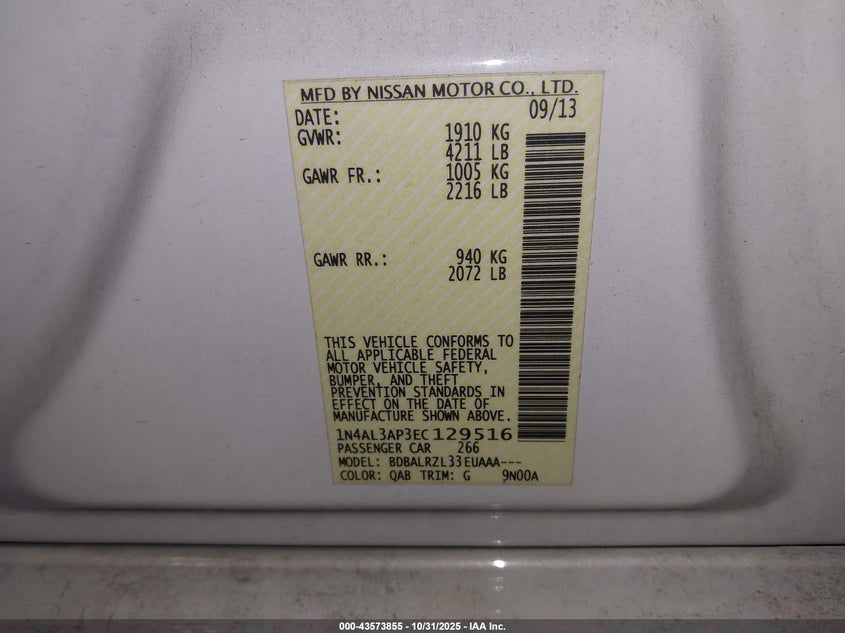 MFD BY NISSAN MOTOR CO., LTD.
DATE: 09/13
GVWR: 1910 KG
4211 LB
GAWR FR.: 1005 KG
2216 LB
GAWR RR.: 940 KG
2072 LB
THIS VEHICLE CONFORMS TO
ALL APPLICABLE FEDERAL
MOTOR VEHICLE SAFETY,
BUMPER, AND THEFT
PREVENTION STANDARDS IN
EFFECT ON THE DATE OF
MANUFACTURE SHOWN ABOVE.
1N4AL3AP3EC129516
PASSENGER CAR 266
MODEL: BDBALRZL33EUAAA---
COLOR: QAB TRIM: G 9N00A
000-43573855 - 10/31/2025 - IAA Inc.